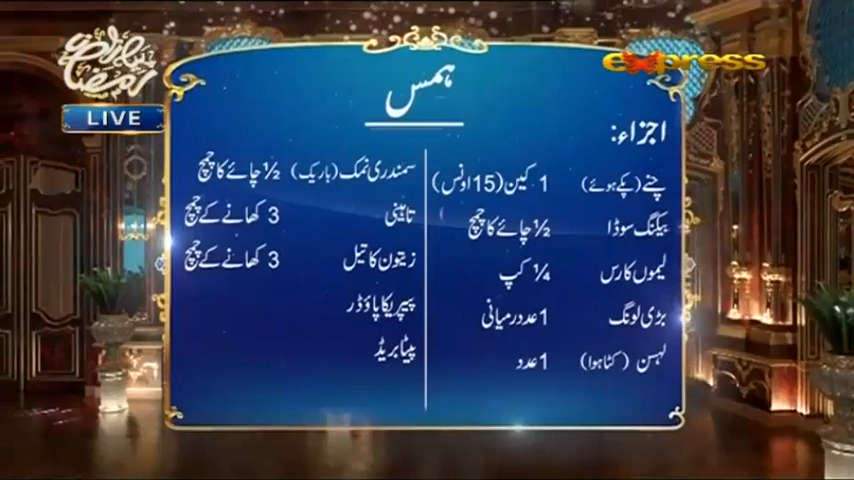 express
LIVE
ہمس
اجزاء:
چنے (پکے ہوئے) 1 کین (15 اونس)
بیکنگ سوڈا ½ چائے کا چمچ
لیموں کا رس ¼ کپ
بڑی لونگ 1 عدد درمیانی
لہسن (کٹا ہوا) 1 عدد
سمندری نمک (باریک) ½ چائے کا چمچ
تاہینی 3 کھانے کے چمچ
زیتون کا تیل 3 کھانے کے چمچ
پیپریکا پاؤڈر
پیٹا بریڈ